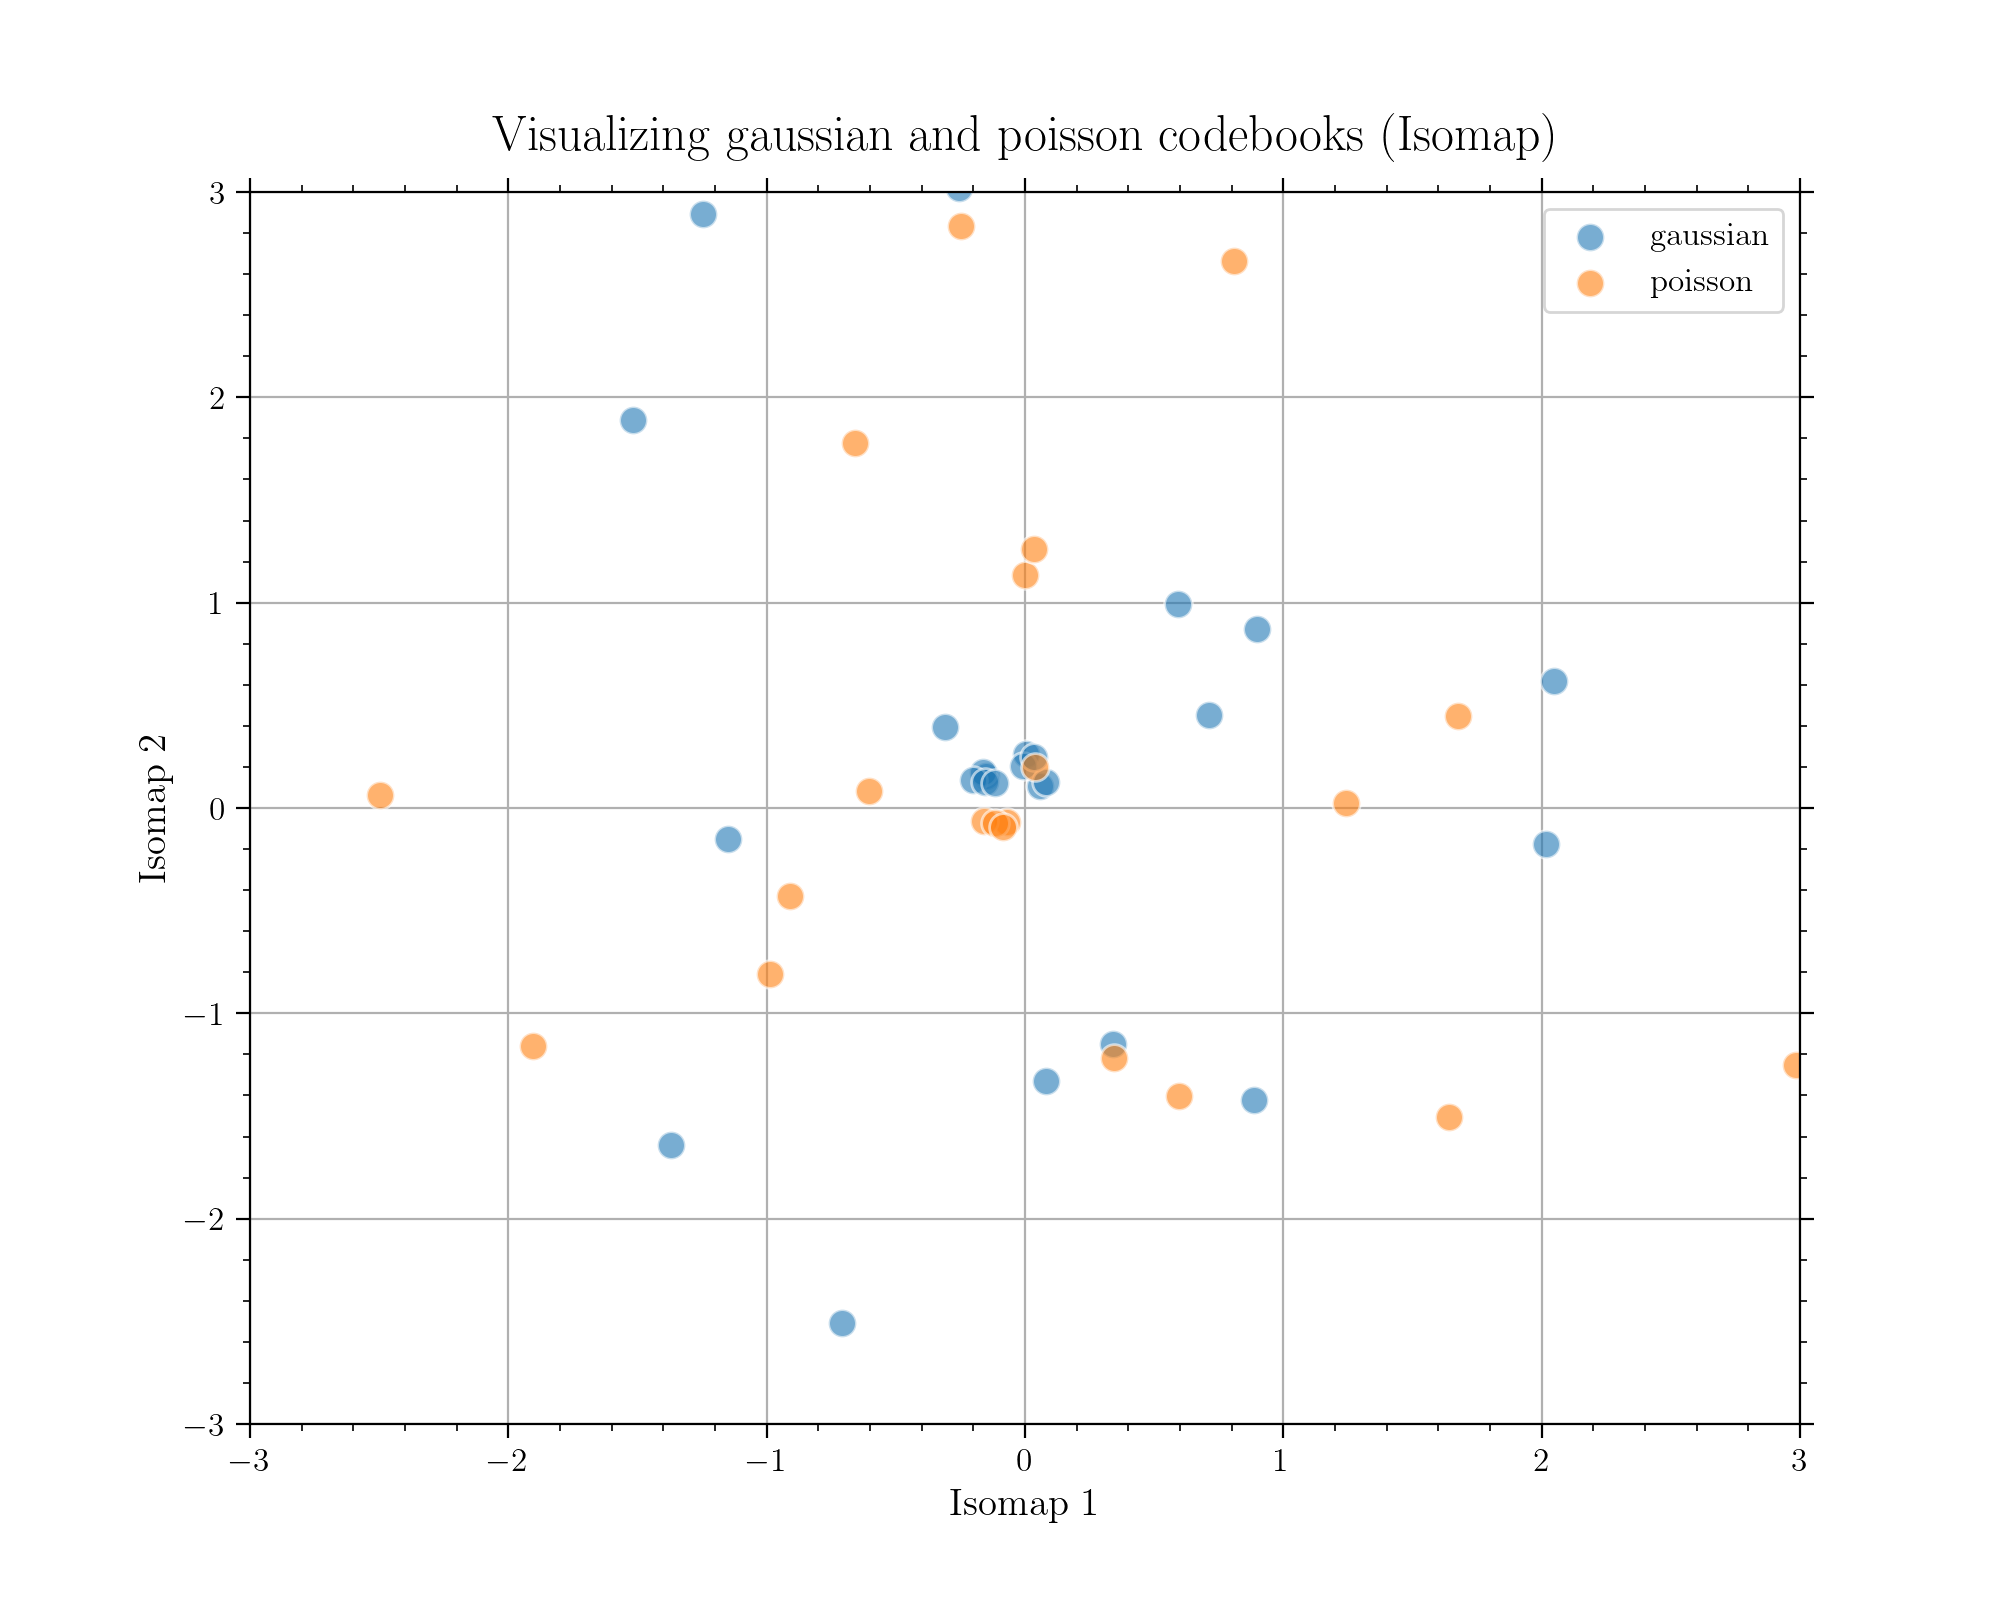 Visualizing gaussian and poisson codebooks (Isomap)
gaussian
poisson
3
2
1
0
−1
−2
−3
Isomap 2
−3
−2
−1
0
1
2
3
Isomap 1